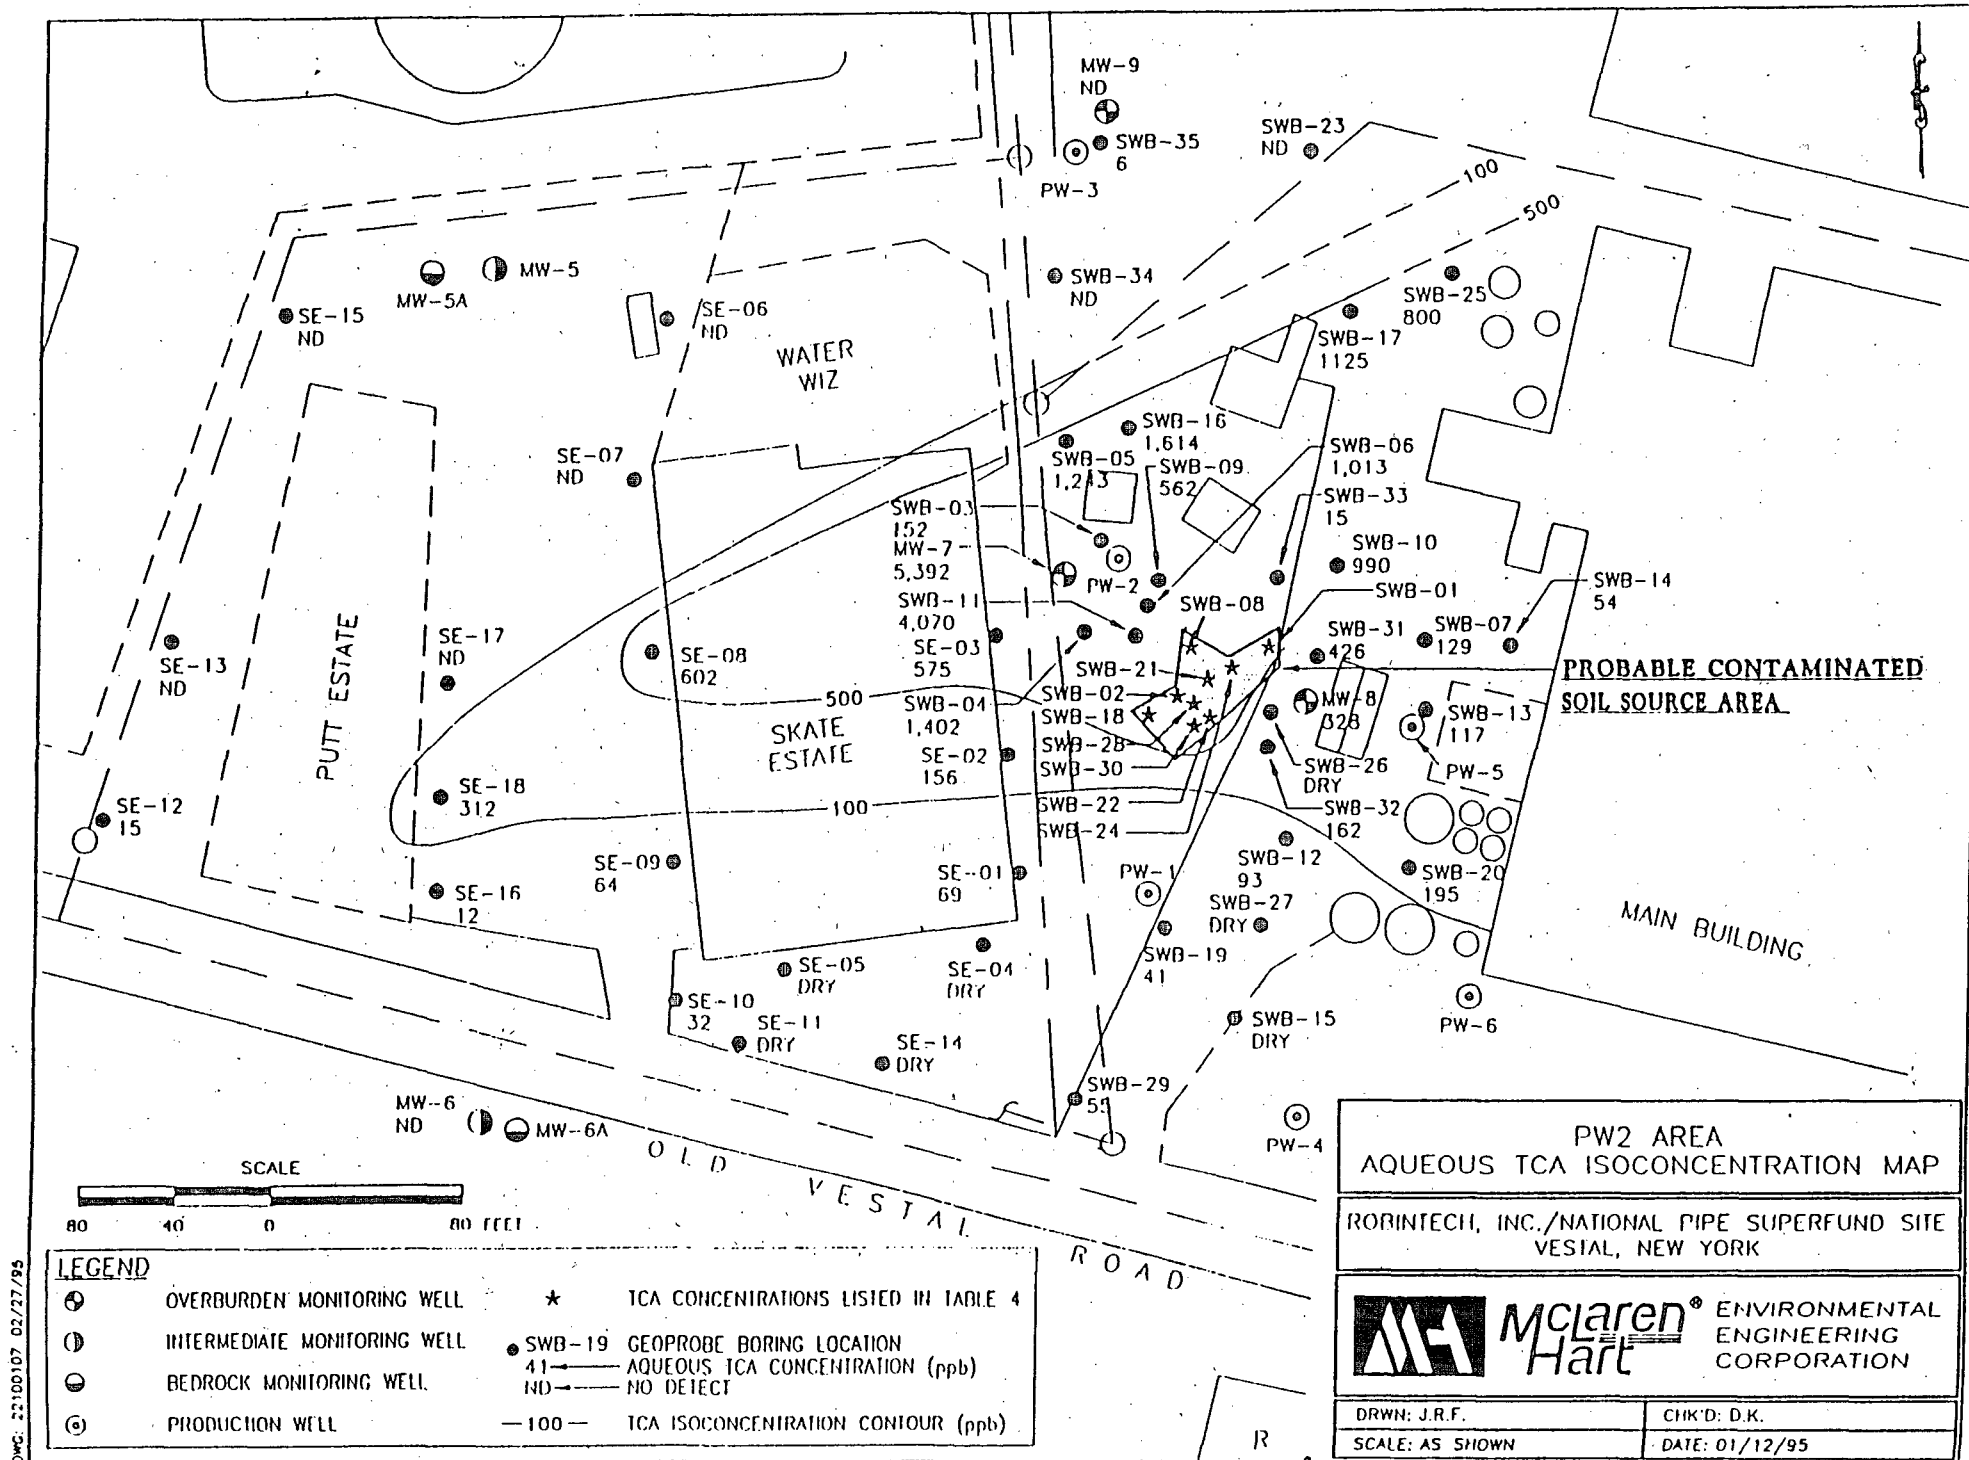 MW-9
ND
SWB-35
6
PW-3
SWB-23
ND
100
500
MW-5A
MW-5
SE-15
ND
SE-06
ND
SWB-34
ND
SWB-25
800
SWB-17
1125
WATER
WIZ
SE-07
ND
SWB-16
1,614
SWB-05
1,243
SWB-09
562
SWB-06
1,013
SWB-33
15
SWB-03
152
MW-7
5,392
PW-2
SWB-10
990
SWB-01
SWB-14
54
SWB-11
4,070
SWB-08
SE-03
575
SWB-31
426
SWB-07
129
SE-13
ND
PUTT ESTATE
SE-17
ND
SE-08
602
500
SWB-04
1,402
SWB-21
SWB-02
SWB-18
SWB-28
SWB-30
SWB-22
SWB-24
PROBABLE CONTAMINATED
SOIL SOURCE AREA
MW-8
328
SWB-13
117
PW-5
SKATE
ESTATE
SE-02
156
SWB-26
DRY
SWB-32
162
SE-12
15
SE-18
312
100
SE-16
12
SE-09
64
SE-01
69
PW-1
SWB-12
93
SWB-27
DRY
SWB-20
195
MAIN BUILDING
SWB-19
41
SE-05
DRY
SE-04
DRY
SE-10
32
SE-11
DRY
SE-14
DRY
SWB-15
DRY
PW-6
SWB-29
55
PW-4
MW-6
ND
MW-6A
OLD VESTAL ROAD
SCALE
80 40 0 80 FEET
LEGEND
OVERBURDEN MONITORING WELL
INTERMEDIATE MONITORING WELL
BEDROCK MONITORING WELL
PRODUCTION WELL
TCA CONCENTRATIONS LISTED IN TABLE 4
SWB-19 GEOPROBE BORING LOCATION
41 AQUEOUS TCA CONCENTRATION (ppb)
ND NO DETECT
100 TCA ISOCONCENTRATION CONTOUR (ppb)
R
PW2 AREA
AQUEOUS TCA ISOCONCENTRATION MAP
ROBINTECH, INC./NATIONAL PIPE SUPERFUND SITE
VESTAL, NEW YORK
McLaren®
Hart
ENVIRONMENTAL
ENGINEERING
CORPORATION
DRWN: J.R.F.
CHK'D: D.K.
SCALE: AS SHOWN
DATE: 01/12/95
DWG: 22100107 02/27/95